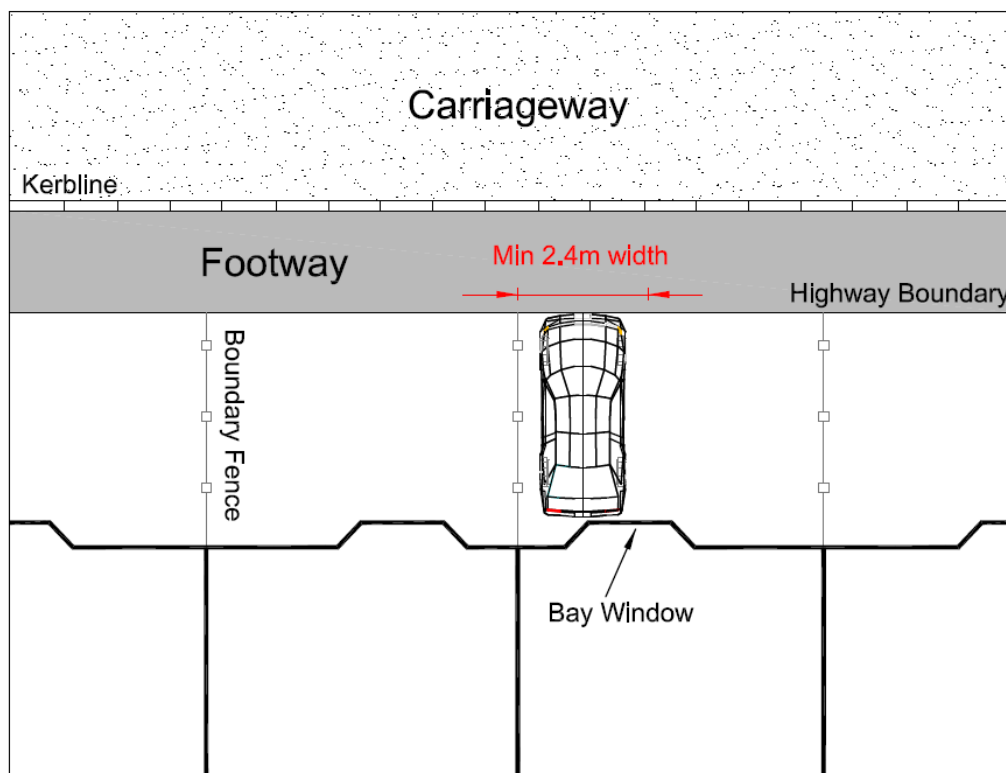 Carriageway
Kerbline
Min 2.4m width
Footway
Highway Boundary
Boundary Fence
Bay Window